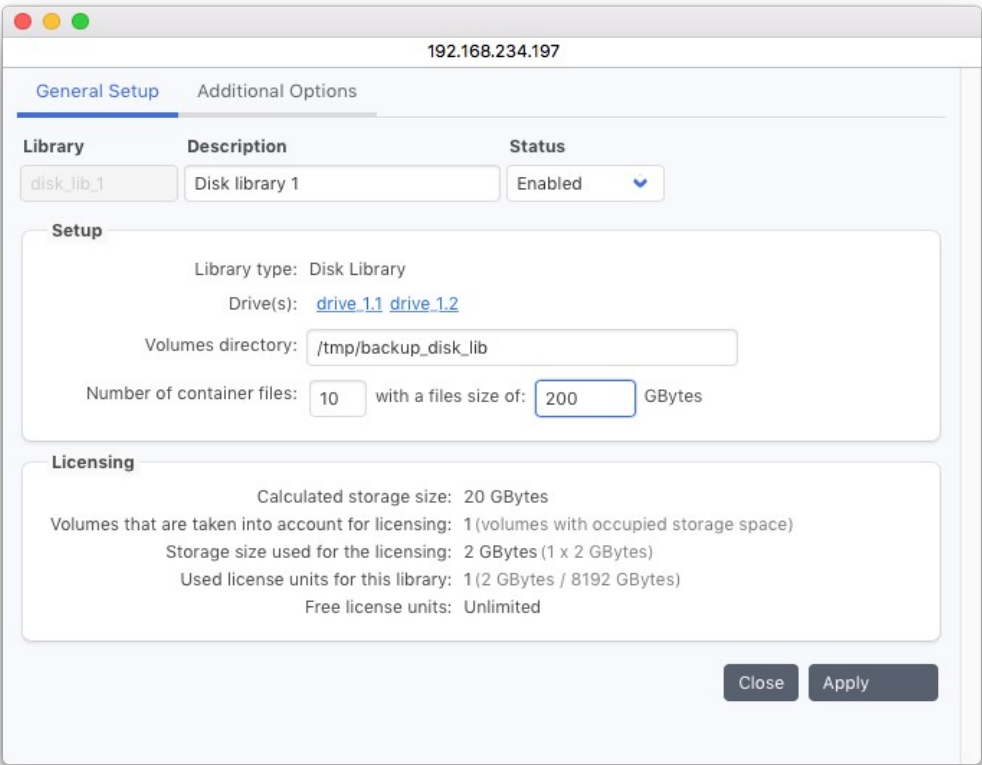 192.168.234.197
General Setup Additional Options
Library Description Status
disk_lib_1 Disk library 1 Enabled
Setup
Library type: Disk Library
Drive(s): drive_1.1 drive_1.2
Volumes directory: /tmp/backup_disk_lib
Number of container files: 10 with a files size of: 200 GBytes
Licensing
Calculated storage size: 20 GBytes
Volumes that are taken into account for licensing: 1 (volumes with occupied storage space)
Storage size used for the licensing: 2 GBytes (1 x 2 GBytes)
Used license units for this library: 1 (2 GBytes / 8192 GBytes)
Free license units: Unlimited
Close Apply